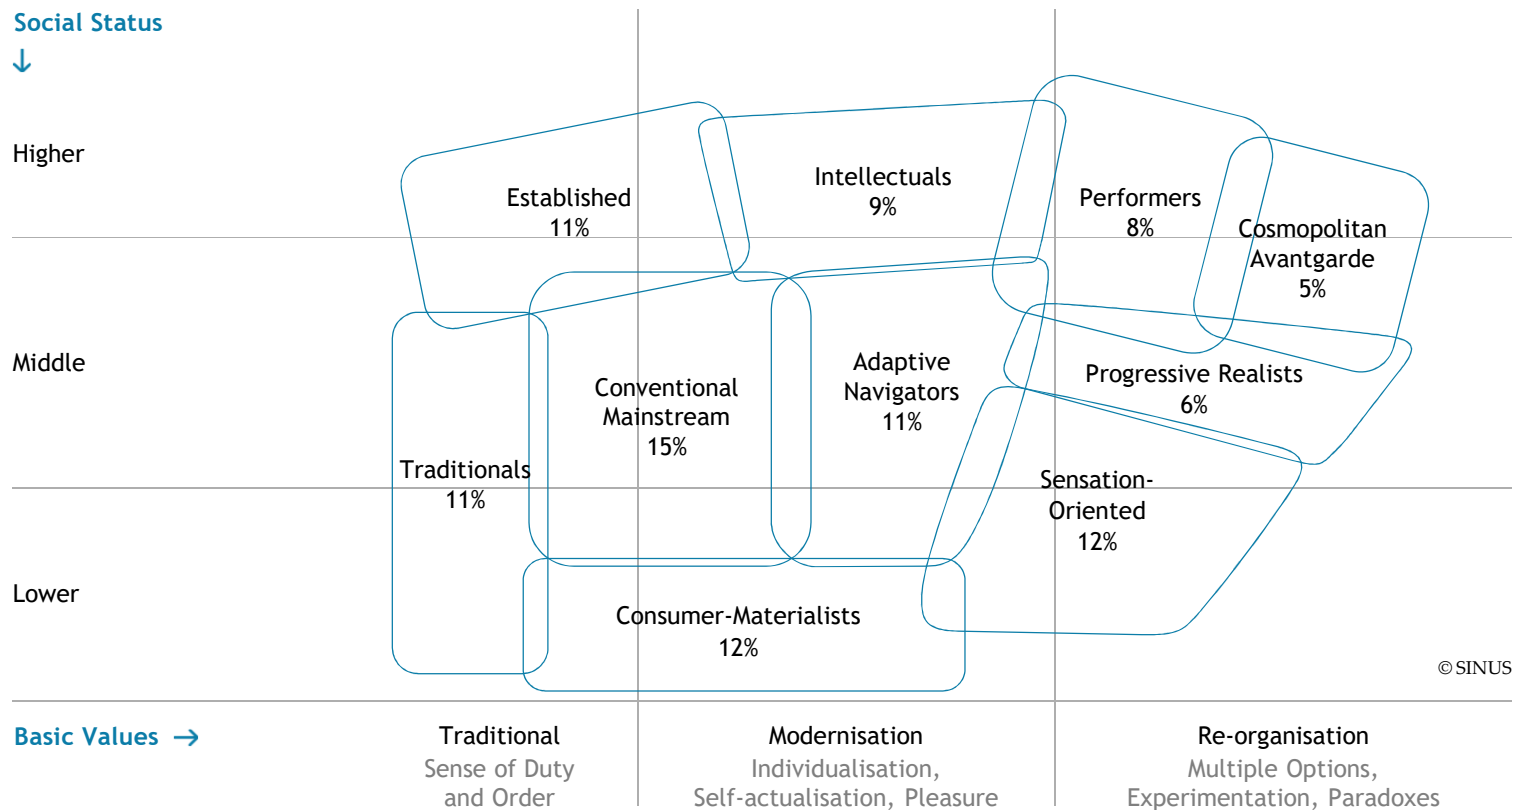 Social Status
↓
Higher
Middle
Lower
Established
11%
Intellectuals
9%
Performers
8%
Cosmopolitan
Avantgarde
5%
Traditionals
11%
Conventional
Mainstream
15%
Adaptive
Navigators
11%
Progressive Realists
6%
Sensation-
Oriented
12%
Consumer-Materialists
12%
© SINUS
Basic Values →
Traditional
Sense of Duty
and Order
Modernisation
Individualisation,
Self-actualisation, Pleasure
Re-organisation
Multiple Options,
Experimentation, Paradoxes